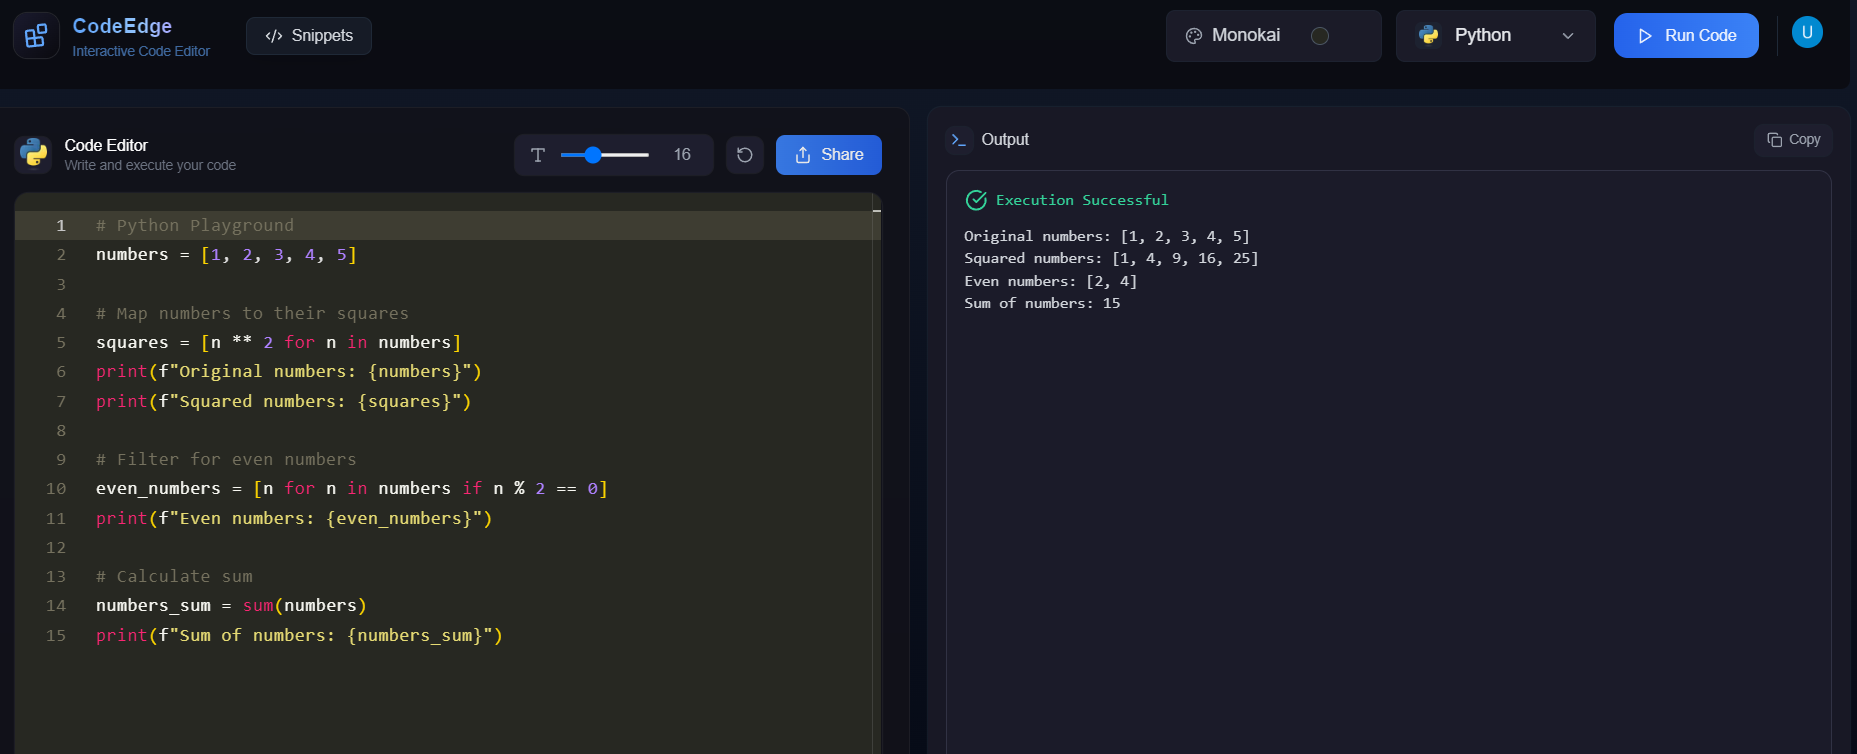 CodeEdge
Interactive Code Editor
</> Snippets
Monokai
Python
Run Code
U
Code Editor
Write and execute your code
T 16
Share
1 # Python Playground
2 numbers = [1, 2, 3, 4, 5]
3
4 # Map numbers to their squares
5 squares = [n ** 2 for n in numbers]
6 print(f"Original numbers: {numbers}")
7 print(f"Squared numbers: {squares}")
8
9 # Filter for even numbers
10 even_numbers = [n for n in numbers if n % 2 == 0]
11 print(f"Even numbers: {even_numbers}")
12
13 # Calculate sum
14 numbers_sum = sum(numbers)
15 print(f"Sum of numbers: {numbers_sum}")
Output
Copy
Execution Successful
Original numbers: [1, 2, 3, 4, 5]
Squared numbers: [1, 4, 9, 16, 25]
Even numbers: [2, 4]
Sum of numbers: 15